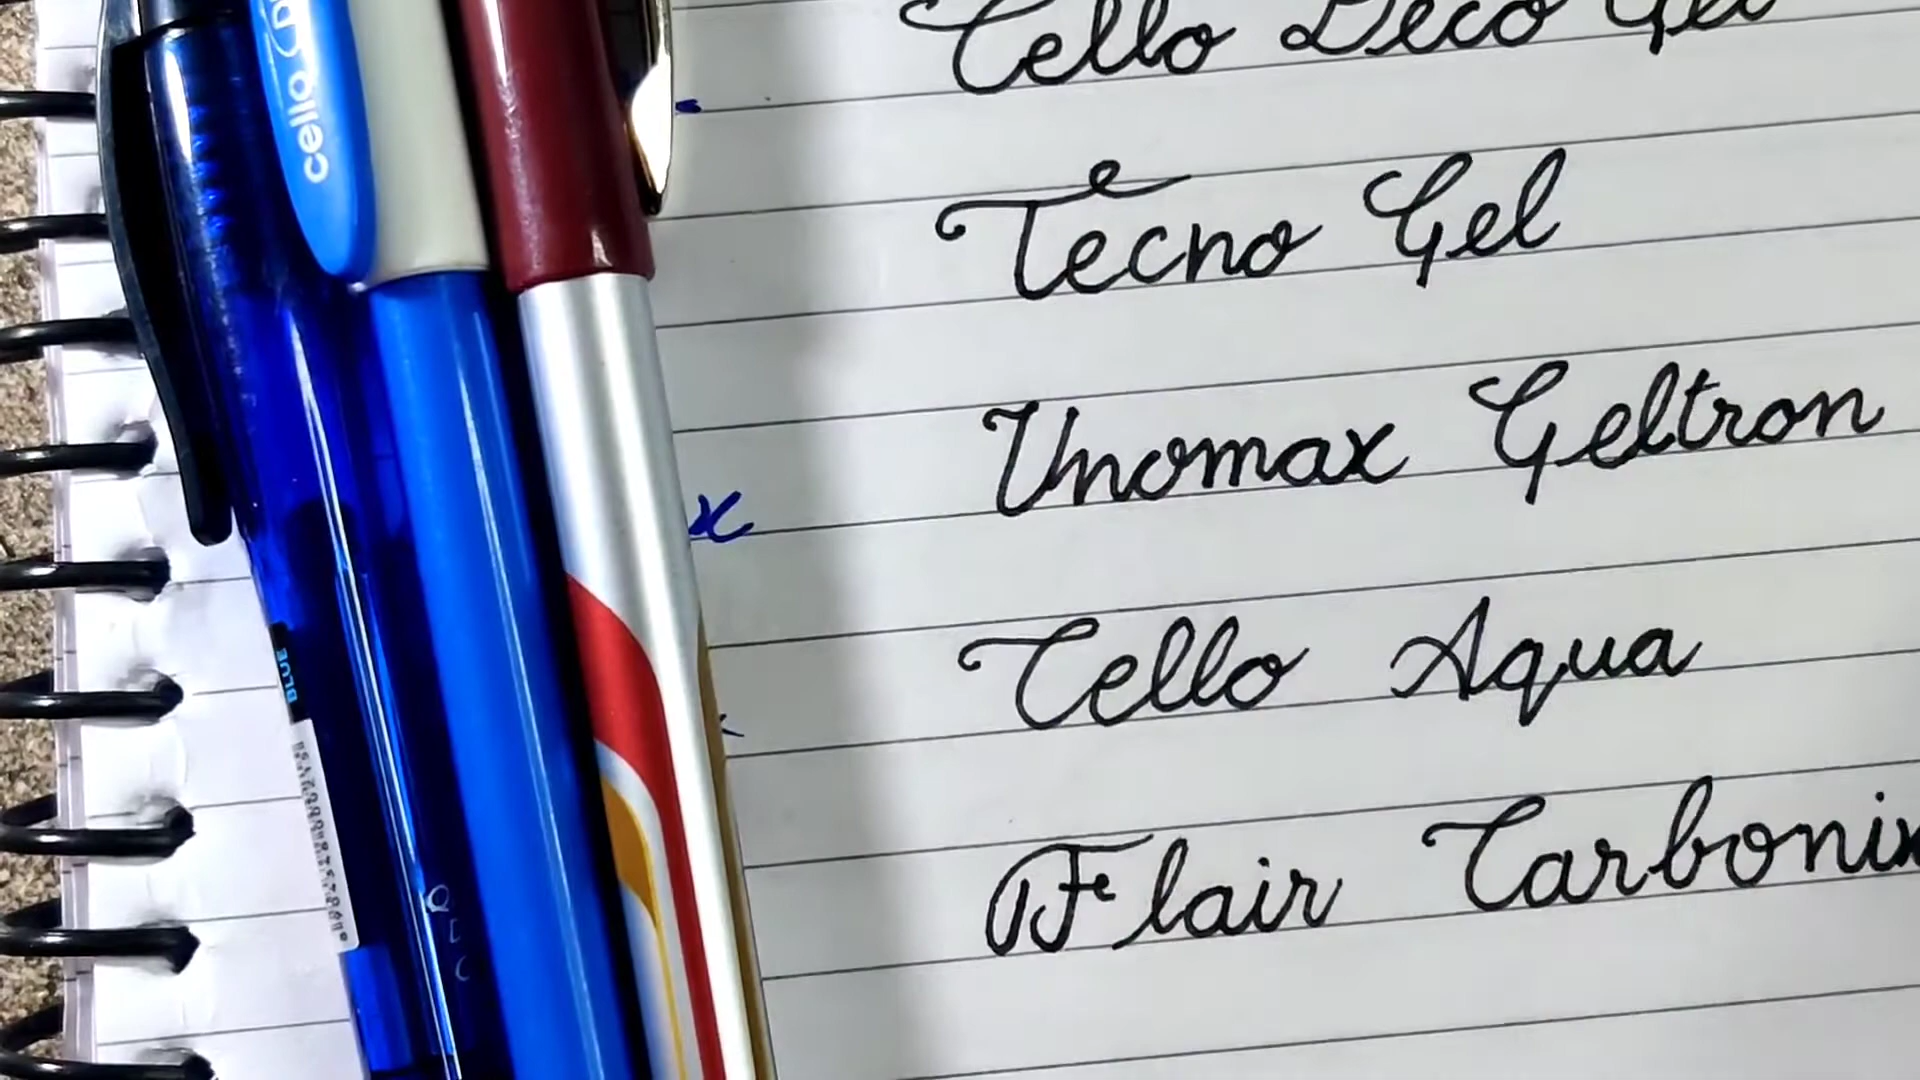 cello
Cello Deco Gel
Tecno Gel
Unomax Geltron
x
Cello Aqua
BLUE
Flair Carbonix